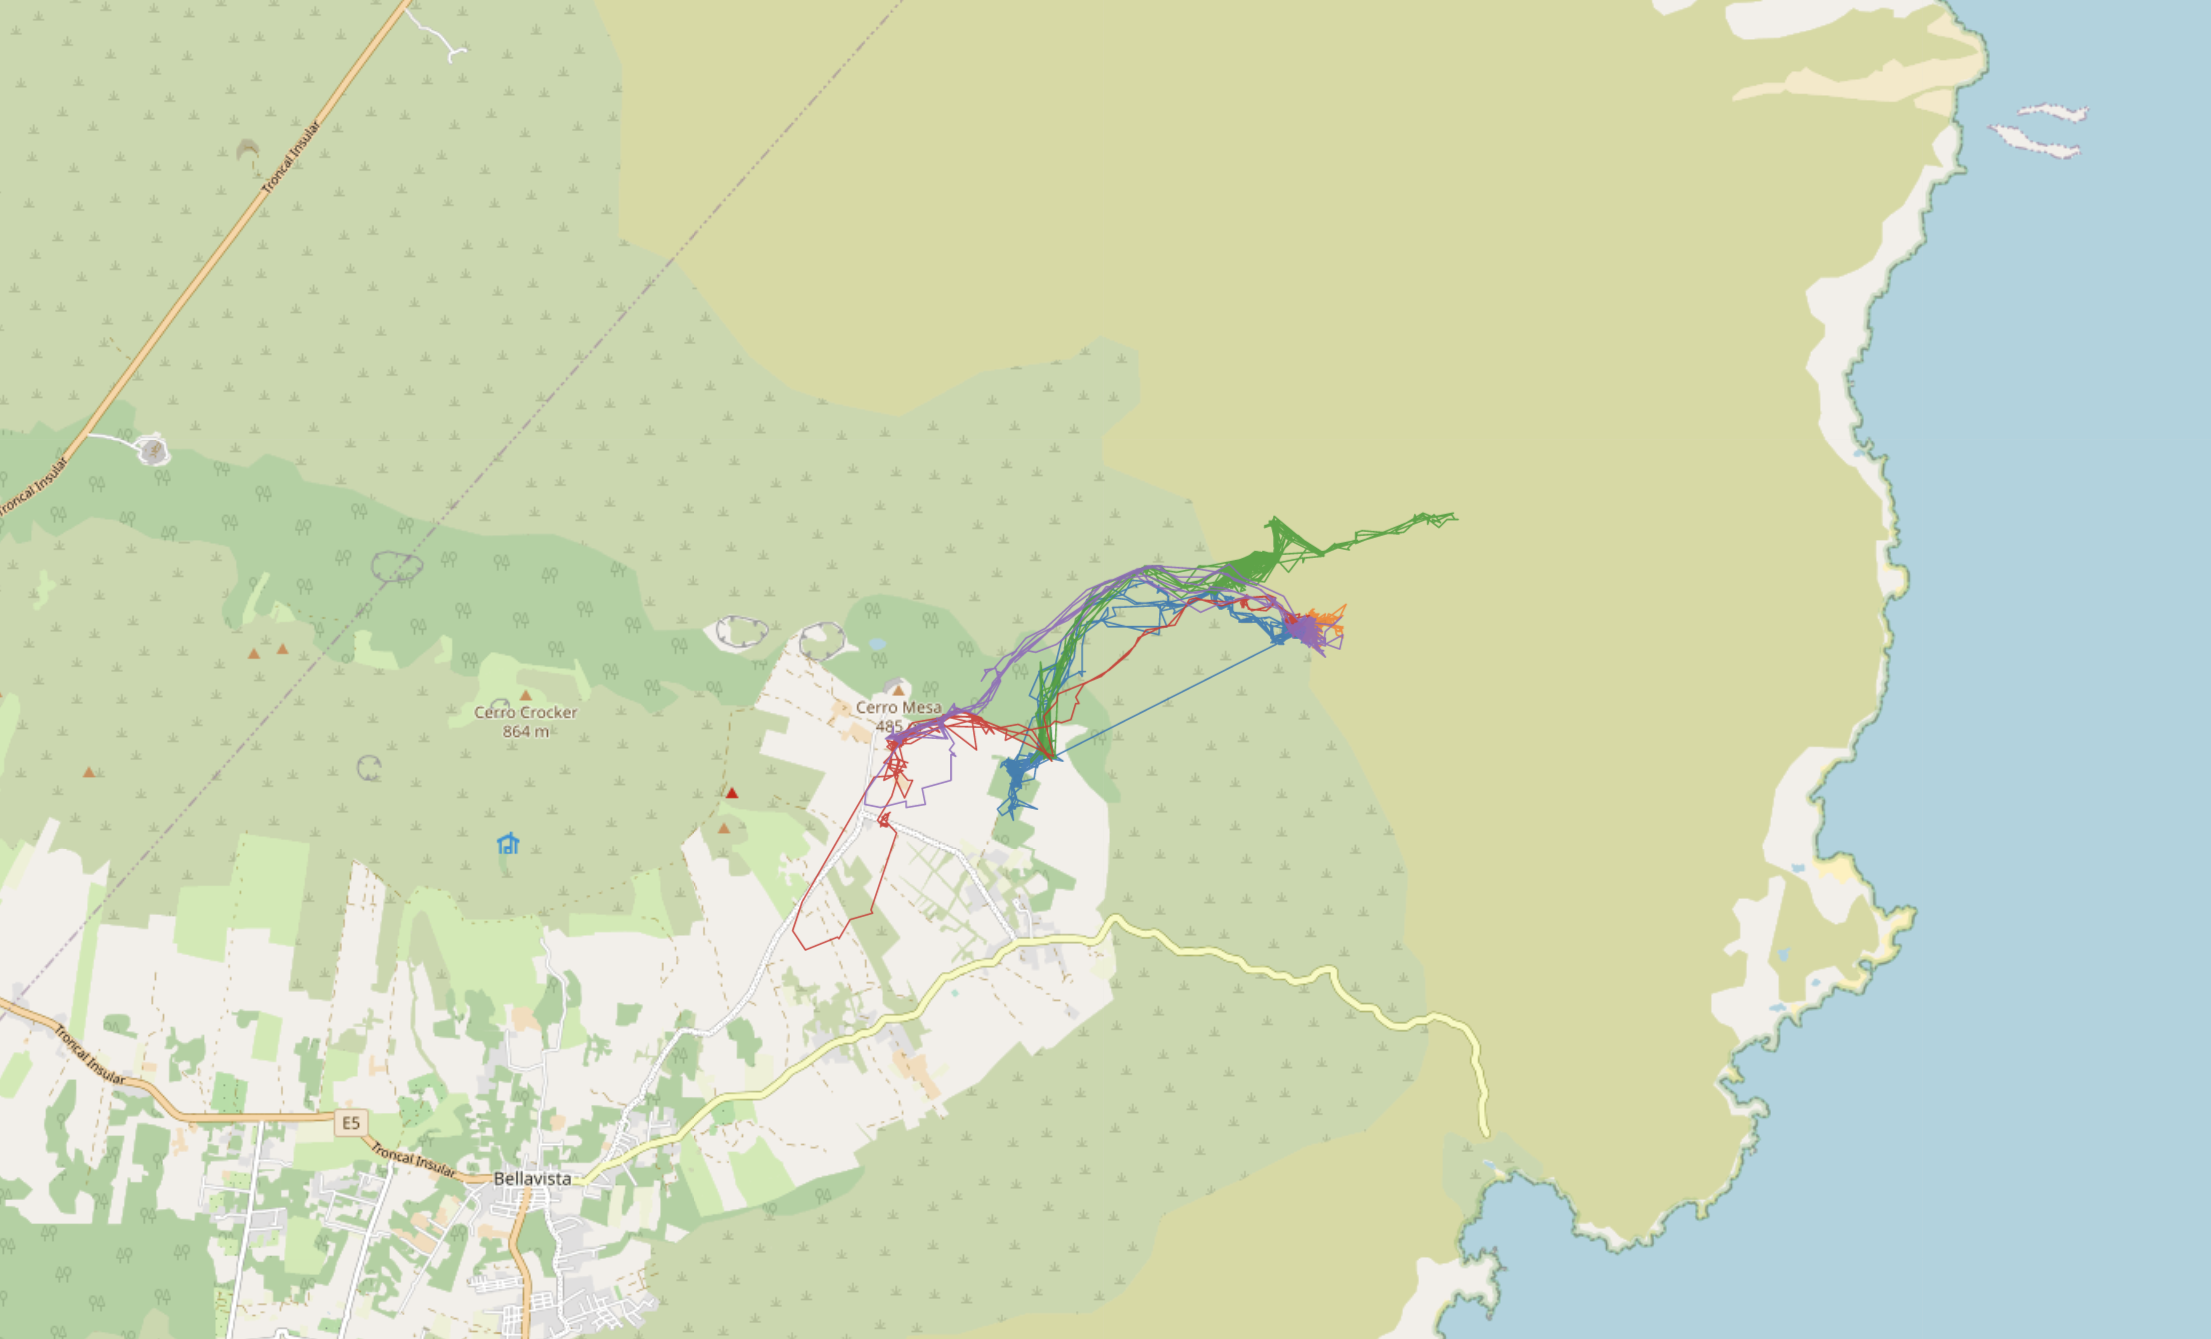 Troncal Insular
Troncal Insular
Cerro Mesa
485
Cerro Crocker
864 m
Troncal Insular
E5
Troncal Insular
Bellavista